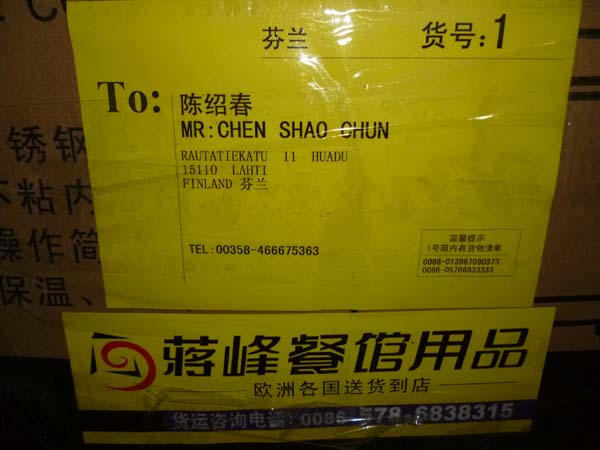 芬兰 货号:1
To: 陈绍春
MR:CHEN SHAO CHUN
RAUTATIEKATU 11 HUADU
15110 LAHTI
FINLAND 芬兰
TEL:00358-466675363
温馨提示:
1号箱内有货物清单
0086-013967090373
0086-05786833333
锈钢
不粘内
操作简
保温、
蒋峰餐馆用品
欧洲各国送货到店
货运咨询电话:0086-578-6838315